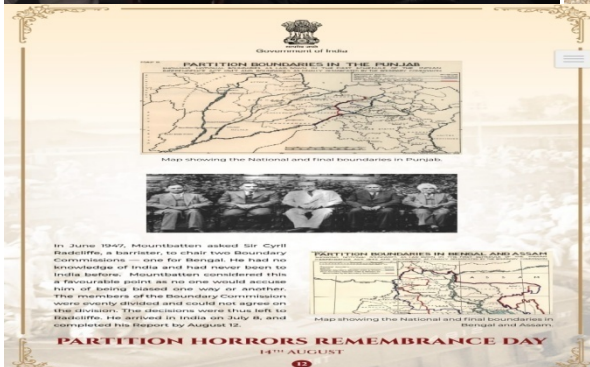 Government of India
PARTITION BOUNDARIES IN THE PUNJAB
Map showing the National and final boundaries in Punjab.
In June 1947, Mountbatten asked Sir Cyril
Radcliffe, a barrister, to chair two Boundary
Commissions — one for Bengal. He had no
knowledge of India and had never been to
India before. Mountbatten considered this
a favourable point as no one would accuse
him of being biased one way or another.
The members of the Boundary Commission
were evenly divided and could not agree on
the division. The decisions were thus left to
Radcliffe. He arrived in India on July 8, and
completed his Report by August 12.
PARTITION BOUNDARIES IN BENGAL AND ASSAM
Map showing the National and final boundaries in
Bengal and Assam.
PARTITION HORRORS REMEMBRANCE DAY
14TH AUGUST
12